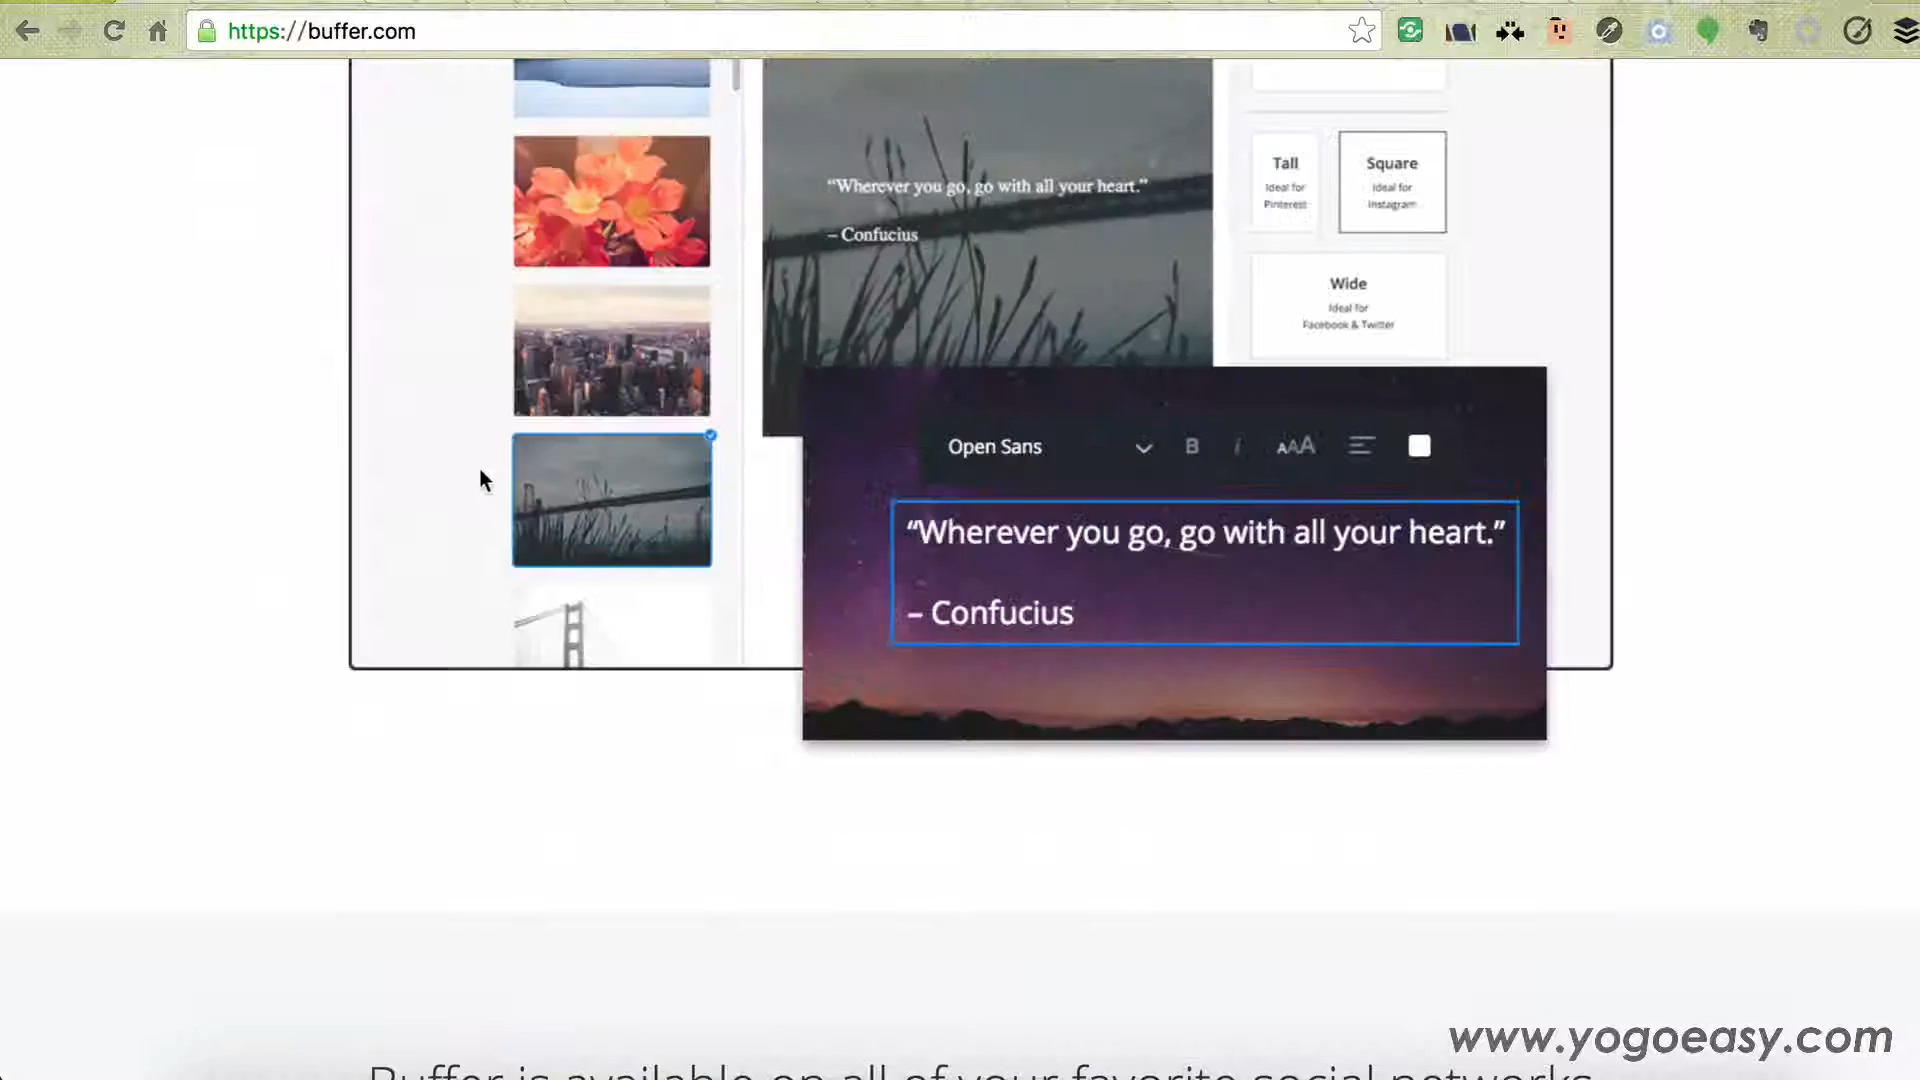 https://buffer.com
“Wherever you go, go with all your heart.”
– Confucius
Tall
Ideal for
Pinterest
Square
Ideal for
Instagram
Wide
Ideal for
Facebook & Twitter
Open Sans
B i AAA
“Wherever you go, go with all your heart.”
– Confucius
www.yogoeasy.com
Buffer is available on all of your favorite social networks